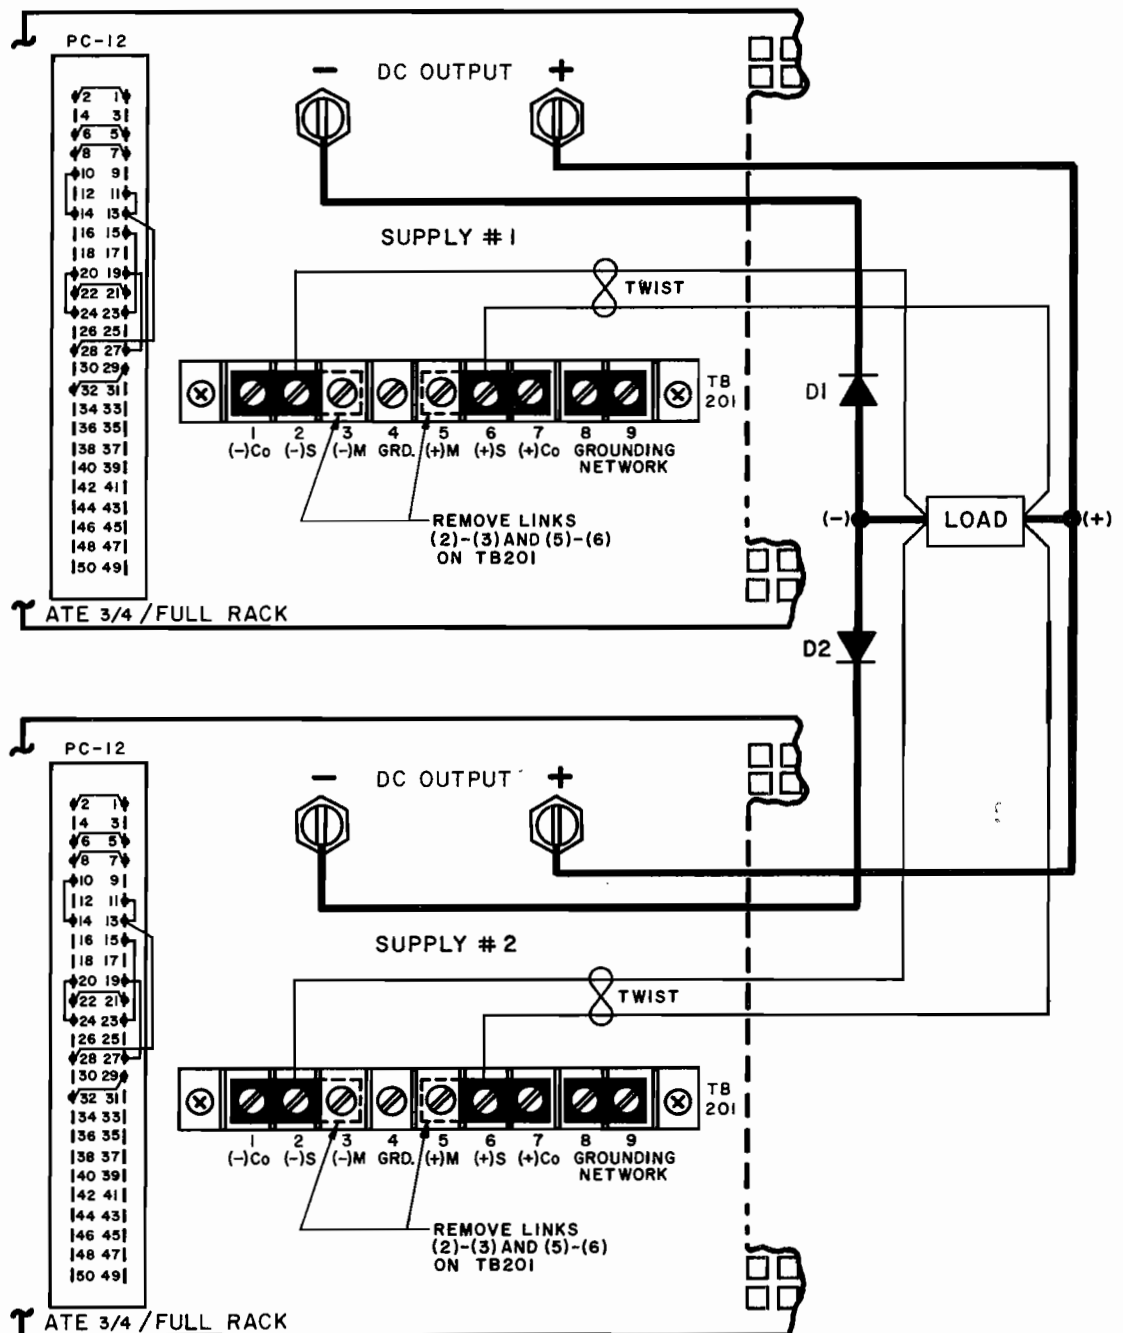 PC-12
− DC OUTPUT +
2 1
4 3
6 5
8 7
10 9
12 11
14 13
16 15
18 17
20 19
22 21
24 23
26 25
28 27
30 29
32 31
34 33
36 35
38 37
40 39
42 41
44 43
46 45
48 47
50 49
SUPPLY #1
TWIST
TB
201
1 2 3 4 5 6 7 8 9
(-)Co (-)S (-)M GRD. (+)M (+)S (+)Co GROUNDING
NETWORK
REMOVE LINKS
(2)-(3) AND (5)-(6)
ON TB201
D1
(-) LOAD (+)
D2
ATE 3/4 / FULL RACK
PC-12
− DC OUTPUT +
2 1
4 3
6 5
8 7
10 9
12 11
14 13
16 15
18 17
20 19
22 21
24 23
26 25
28 27
30 29
32 31
34 33
36 35
38 37
40 39
42 41
44 43
46 45
48 47
50 49
SUPPLY #2
TWIST
TB
201
1 2 3 4 5 6 7 8 9
(-)Co (-)S (-)M GRD. (+)M (+)S (+)Co GROUNDING
NETWORK
REMOVE LINKS
(2)-(3) AND (5)-(6)
ON TB201
ATE 3/4 / FULL RACK